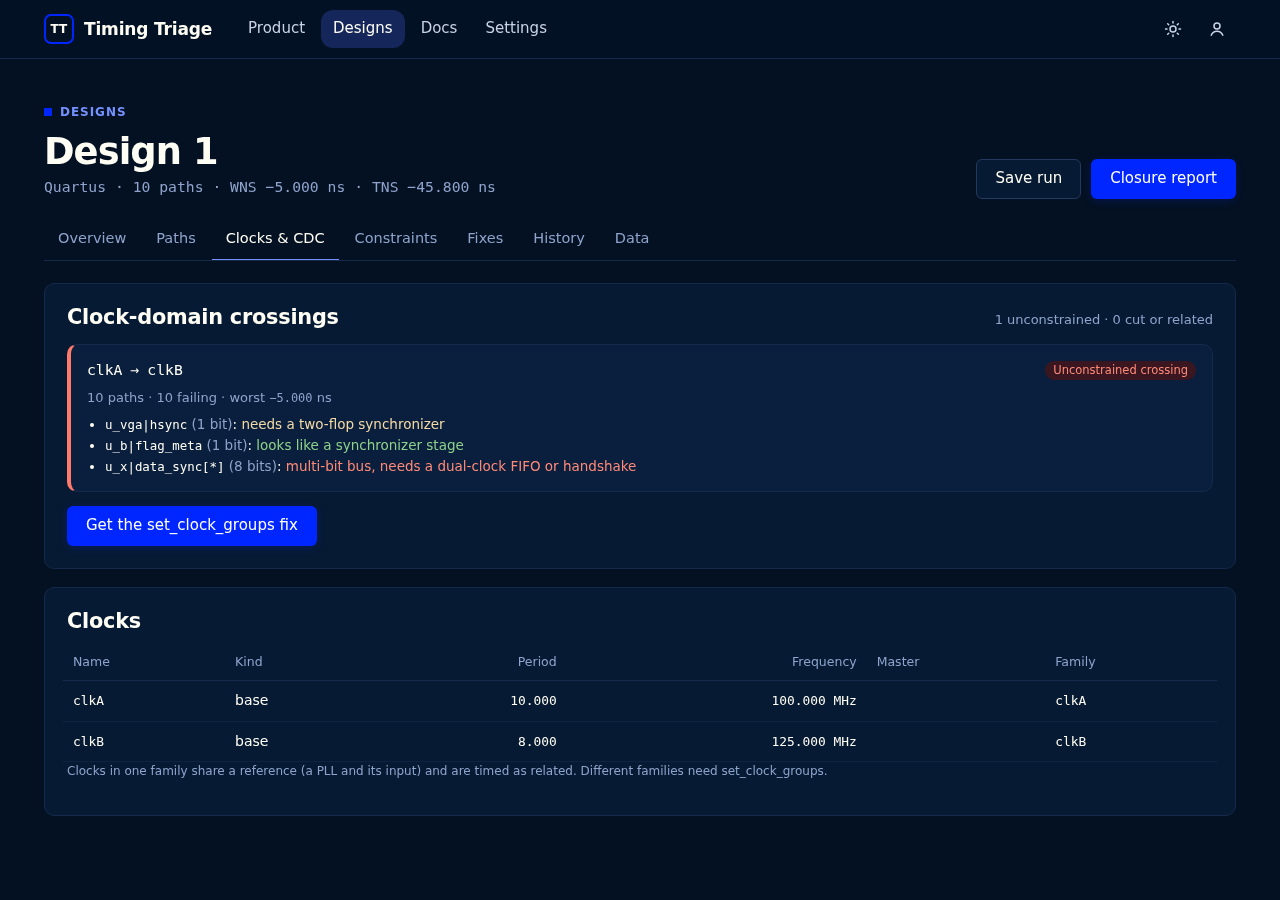 TT Timing Triage Product Designs Docs Settings
DESIGNS
Design 1
Quartus · 10 paths · WNS −5.000 ns · TNS −45.800 ns
Save run Closure report
Overview Paths Clocks & CDC Constraints Fixes History Data
Clock-domain crossings
1 unconstrained · 0 cut or related
clkA → clkB
Unconstrained crossing
10 paths · 10 failing · worst −5.000 ns
• u_vga|hsync (1 bit): needs a two-flop synchronizer
• u_b|flag_meta (1 bit): looks like a synchronizer stage
• u_x|data_sync[*] (8 bits): multi-bit bus, needs a dual-clock FIFO or handshake
Get the set_clock_groups fix
Clocks
Name Kind Period Frequency Master Family
clkA base 10.000 100.000 MHz clkA
clkB base 8.000 125.000 MHz clkB
Clocks in one family share a reference (a PLL and its input) and are timed as related. Different families need set_clock_groups.